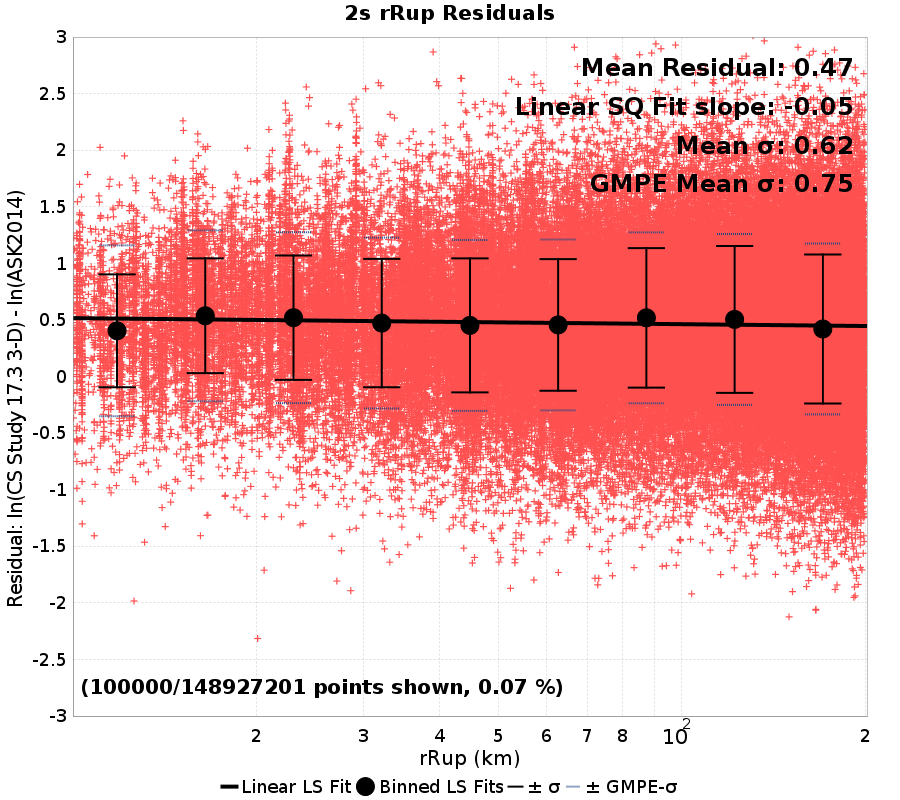 2s rRup Residuals
Residual: ln(CS Study 17.3 3-D) - ln(ASK2014)
3
2.5
2
1.5
1
0.5
0
-0.5
-1
-1.5
-2
-2.5
-3
Mean Residual: 0.47
Linear SQ Fit slope: -0.05
Mean σ: 0.62
GMPE Mean σ: 0.75
(100000/148927201 points shown, 0.07 %)
2 3 4 5 6 7 8 10² 2
rRup (km)
Linear LS Fit Binned LS Fits ± σ ± GMPE-σ